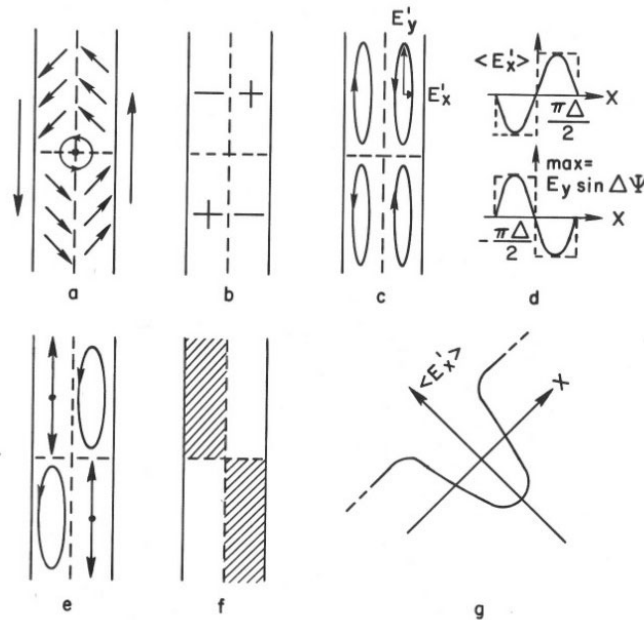 E'y
E'x
<E'x>
X
πΔ
2
max=
Ey sin ΔΨ
X
-πΔ
2
a
b
c
d
<E'x>
X
e
f
g